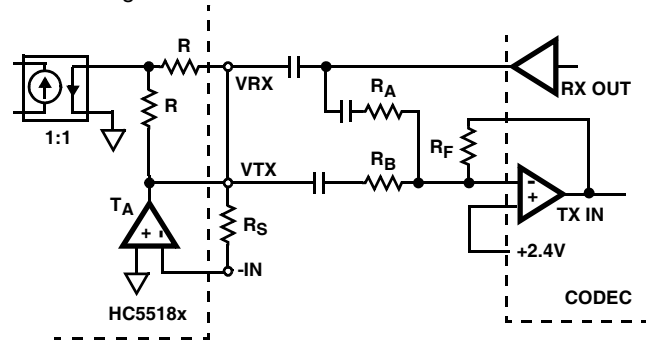 R
VRX
RX OUT
RA
R
1:1
RB
RF
VTX
TA
+ -
RS
-
+
TX IN
+2.4V
-IN
CODEC
HC5518x